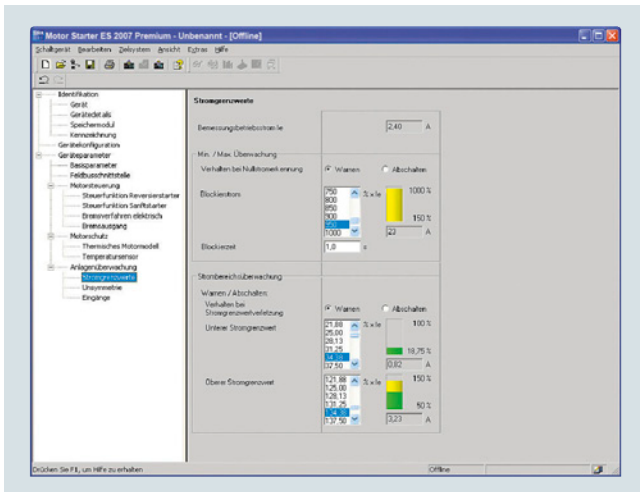 Motor Starter ES 2007 Premium - Unbenannt - [Offline]
Schaltgerät Bearbeiten Zielsystem Ansicht Extras Hilfe
Identifikation
Gerät
Gerätedetails
Speichermodul
Kennzeichnung
Gerätekonfiguration
Geräteparameter
Basisparameter
Feldbusschnittstelle
Motorsteuerung
Steuerfunktion Reversierstarter
Steuerfunktion Sanftstarter
Bremsverfahren elektrisch
Bremsausgang
Motorschutz
Thermisches Motormodell
Temperatursensor
Anlagenüberwachung
Stromgrenzwerte
Unsymmetrie
Eingänge
Stromgrenzwerte
Bemessungsbetriebsstrom Ie 2,40 A
Min. / Max. Überwachung
Verhalten bei Nullstromerkennung Warnen Abschalten
Blockierstrom
750
800
850
900
950
1000
% x Ie
1000 %
150 %
23 A
Blockierzeit 1,0 s
Strombereichsüberwachung
Warnen / Abschalten:
Verhalten bei
Stromgrenzwertverletzung Warnen Abschalten
Unterer Stromgrenzwert
21,88
25,00
28,13
31,25
34,38
37,50
% x Ie
100 %
18,75 %
0,82 A
Oberer Stromgrenzwert
121,88
125,00
128,13
131,25
134,38
137,50
% x Ie
150 %
50 %
3,23 A
Drücken Sie F1, um Hilfe zu erhalten
Offline